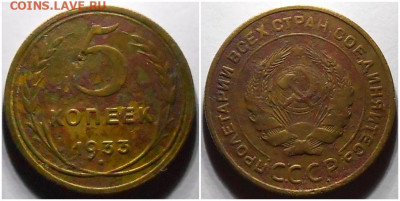 COINS.LAVE.RU
5
КОПЕЕК
1933
ПРОЛЕТАРИИ ВСЕХ СТРАН СОЕДИНЯЙТЕСЬ
СССР